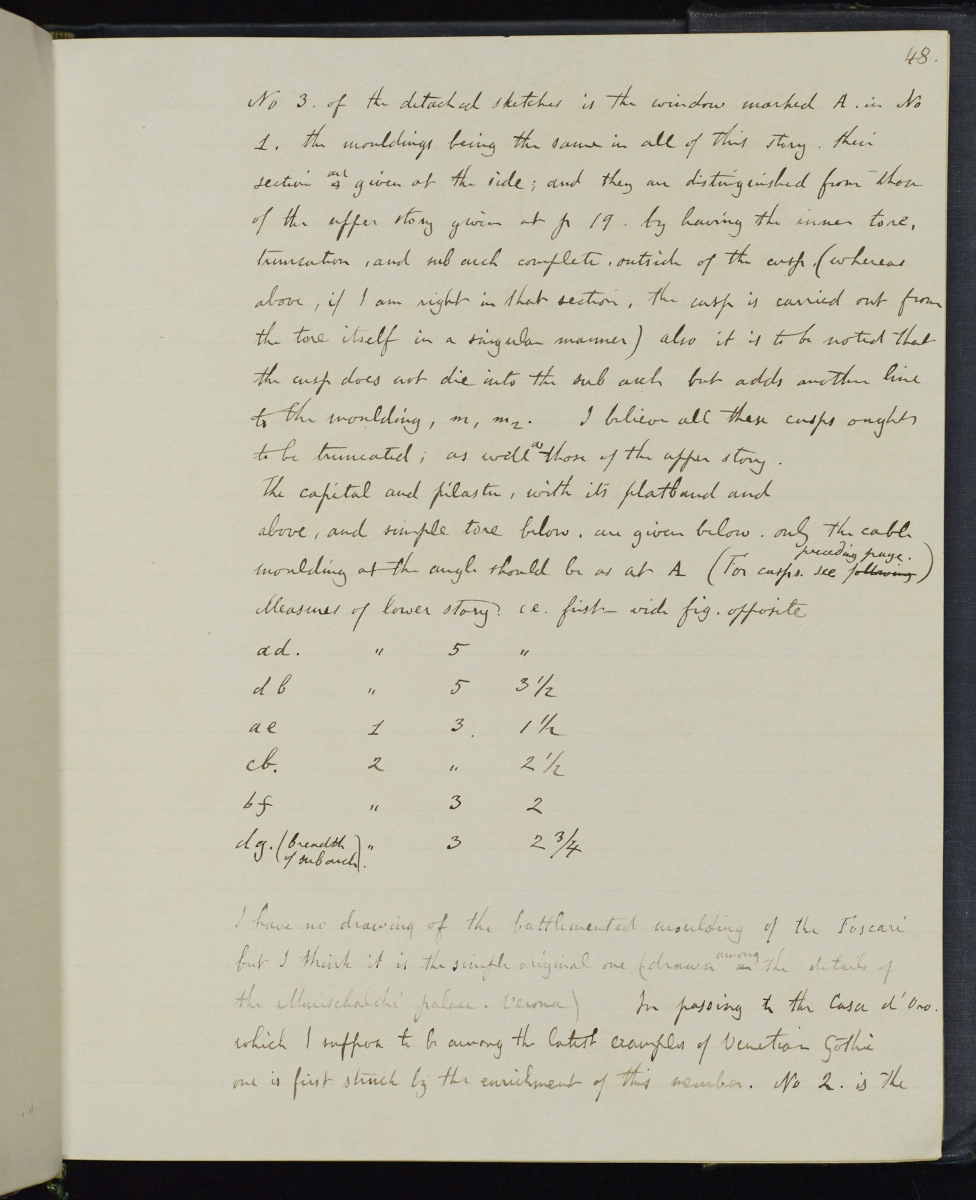 48.
No 3. of the detached sketches is the window marked A. in No
1. the mouldings being the same in all of this story. their
section are given at the side; and they are distinguished from those
of the upper story given at p 19. by having the inner tore,
truncation, and sub arch complete, outside of the cusp, (whereas
above, if I am right in that section, the cusp is carried out from
the tore itself in a singular manner) also it is to be noted that
the cusp does not die into the sub arch but adds another line
to the moulding, m, m2. I believe all these cusps ought
to be truncated; as well as those of the upper story.
The capital and pilaster, with its platband and
above, and simple tore below, are given below. only the cable
moulding at the angle should be as at A (For cusps. see following preceding page.)
Measures of lower story. i.e. first - vide fig. opposite
ad. " 5 "
db " 5 3 1/2
ae 1 3. 1 1/2
cb. 2 " 2 1/2
bf " 3 2
dg. (breadth of sub arch). " 3 2 3/4
I have no drawing of the battlemented moulding of the Foscari
but I think it is the simple original one (drawn among the details of
the palace. Verona) In passing to the Casa d'Oro.
which I suppose to be among the latest examples of Venetian Gothic
one is first struck by the enrichment of this member. No 2. is the